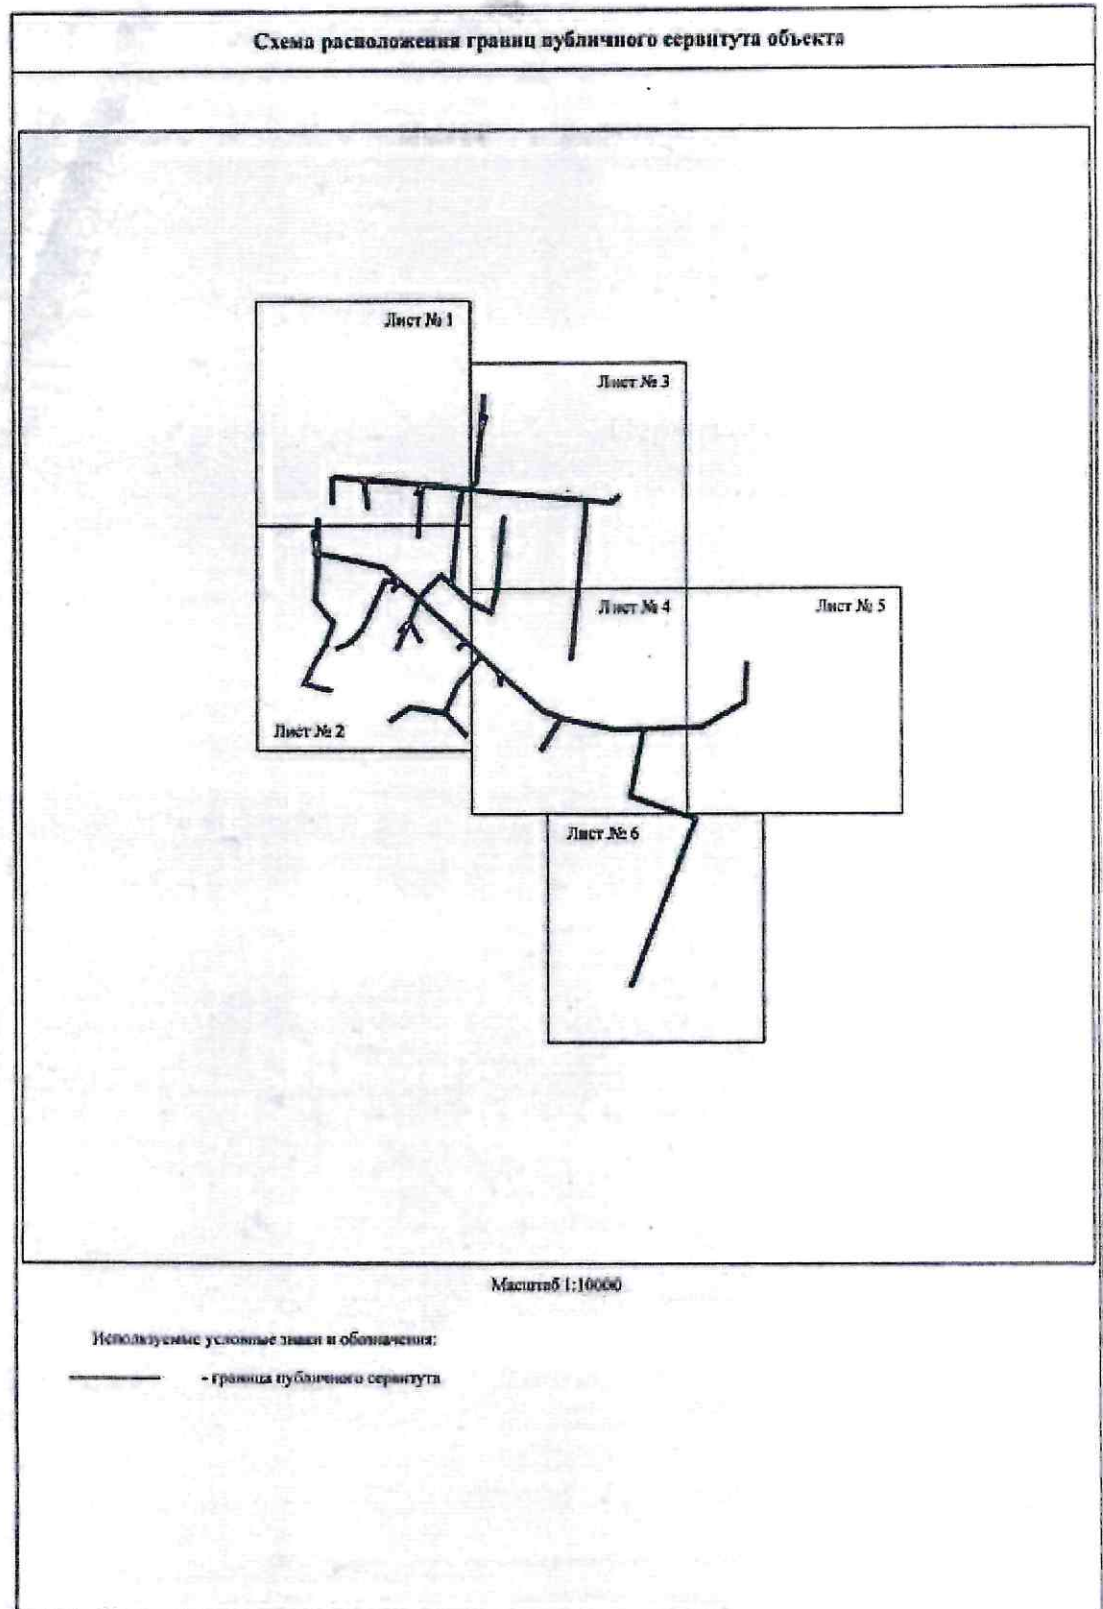 Схема расположения границ публичного сервитута объекта
Лист № 1
Лист № 3
Лист № 4
Лист № 5
Лист № 2
Лист № 6
Масштаб 1:10000
Используемые условные знаки и обозначения:
- граница публичного сервитута